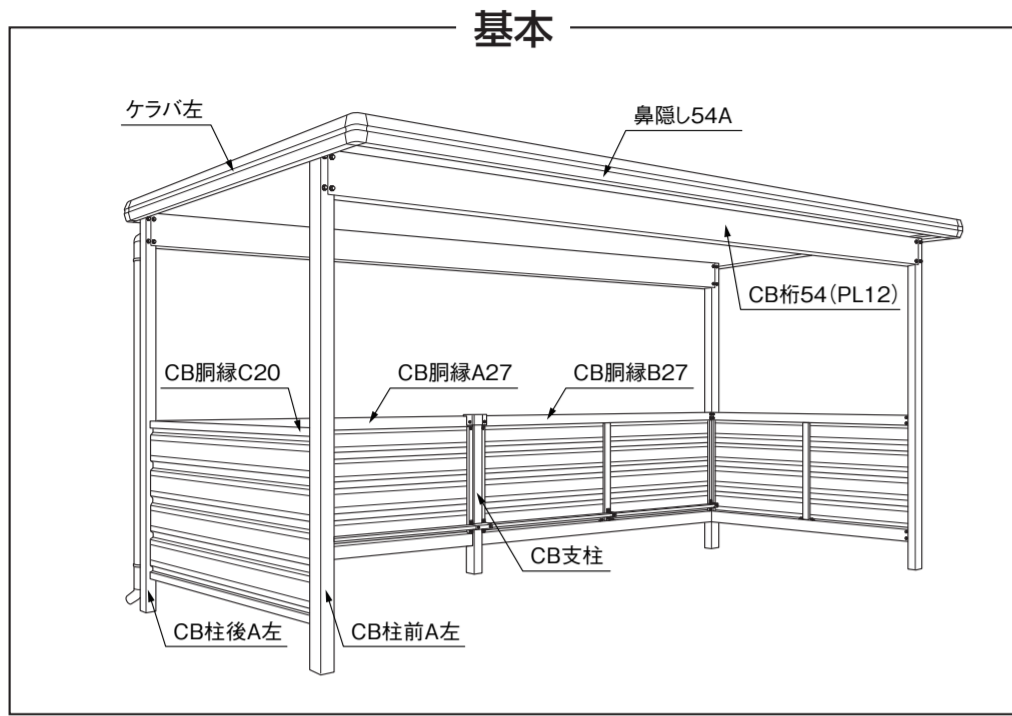 基本
ケラバ左
鼻隠し54A
CB桁54(PL12)
CB胴縁C20
CB胴縁A27
CB胴縁B27
CB支柱
CB柱後A左
CB柱前A左